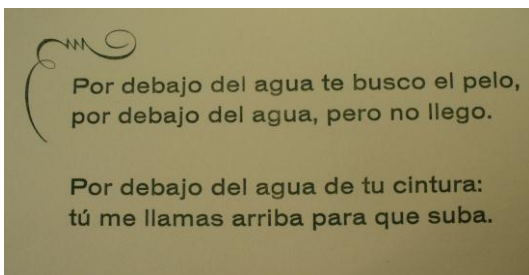 Por debajo del agua te busco el pelo,
por debajo del agua, pero no llego.
Por debajo del agua de tu cintura:
tú me llamas arriba para que suba.